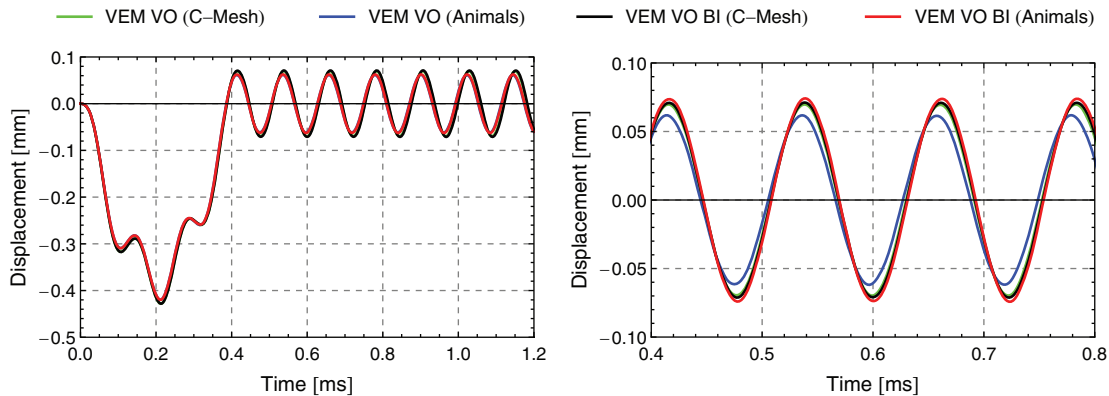 VEM VO (C−Mesh)
VEM VO (Animals)
VEM VO BI (C−Mesh)
VEM VO BI (Animals)
0.1
0.0
−0.1
−0.2
−0.3
−0.4
−0.5
Displacement [mm]
0.0 0.2 0.4 0.6 0.8 1.0 1.2
Time [ms]
0.10
0.05
0.00
−0.05
−0.10
Displacement [mm]
0.4 0.5 0.6 0.7 0.8
Time [ms]